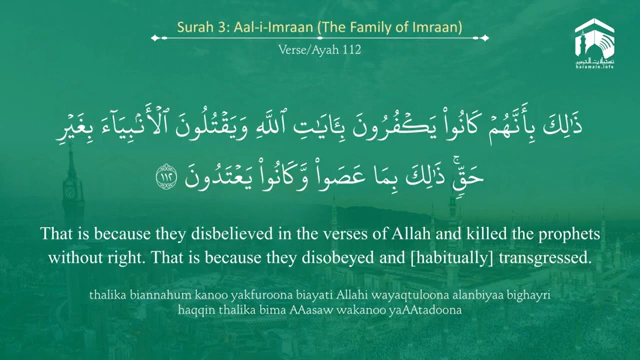 Surah 3: Aal-i-Imraan (The Family of Imraan)
Verse/Ayah 112
haramain.info
ذَٰلِكَ بِأَنَّهُمْ كَانُوا۟ يَكْفُرُونَ بِـَٔايَـٰتِ ٱللَّهِ وَيَقْتُلُونَ ٱلْأَنۢبِيَآءَ بِغَيْرِ
حَقٍّۢ ۚ ذَٰلِكَ بِمَا عَصَوا۟ وَّكَانُوا۟ يَعْتَدُونَ ١١٢
That is because they disbelieved in the verses of Allah and killed the prophets
without right. That is because they disobeyed and [habitually] transgressed.
thalika biannahum kanoo yakfuroona biayati Allahi wayaqtuloona alanbiyaa bighayri
haqqin thalika bima AAasaw wakanoo yaAAtadoona